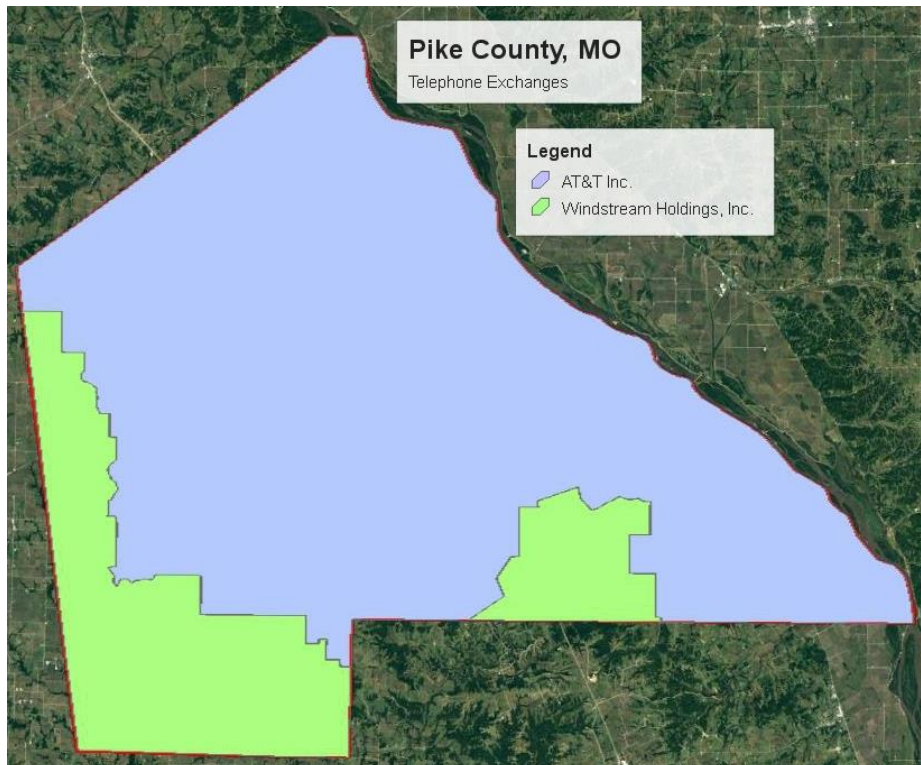 Pike County, MO
Telephone Exchanges
Legend
AT&T Inc.
Windstream Holdings, Inc.